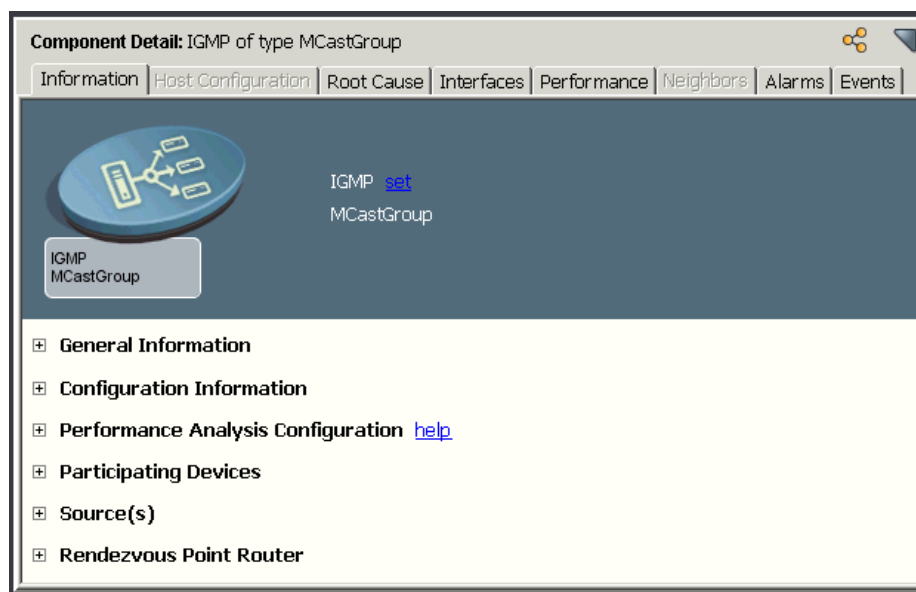 Component Detail: IGMP of type MCastGroup
Information Host Configuration Root Cause Interfaces Performance Neighbors Alarms Events
IGMP set
MCastGroup
IGMP
MCastGroup
General Information
Configuration Information
Performance Analysis Configuration help
Participating Devices
Source(s)
Rendezvous Point Router